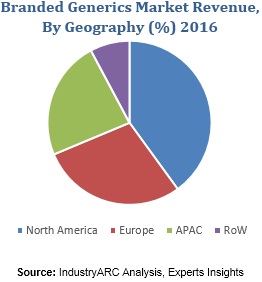 Branded Generics Market Revenue,
By Geography (%) 2016
North America Europe APAC RoW
Source: IndustryARC Analysis, Experts Insights